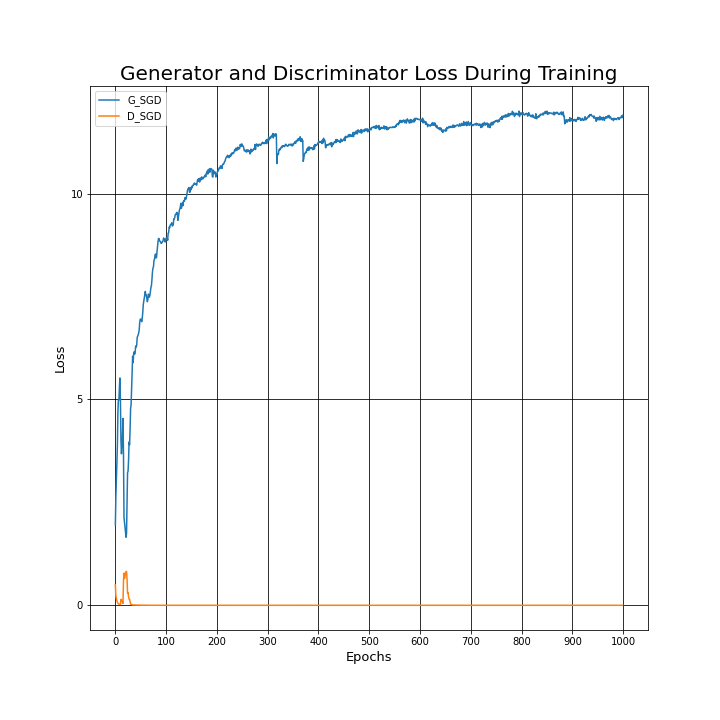 Generator and Discriminator Loss During Training
G_SGD
D_SGD
10
5
0
Loss
0 100 200 300 400 500 600 700 800 900 1000
Epochs